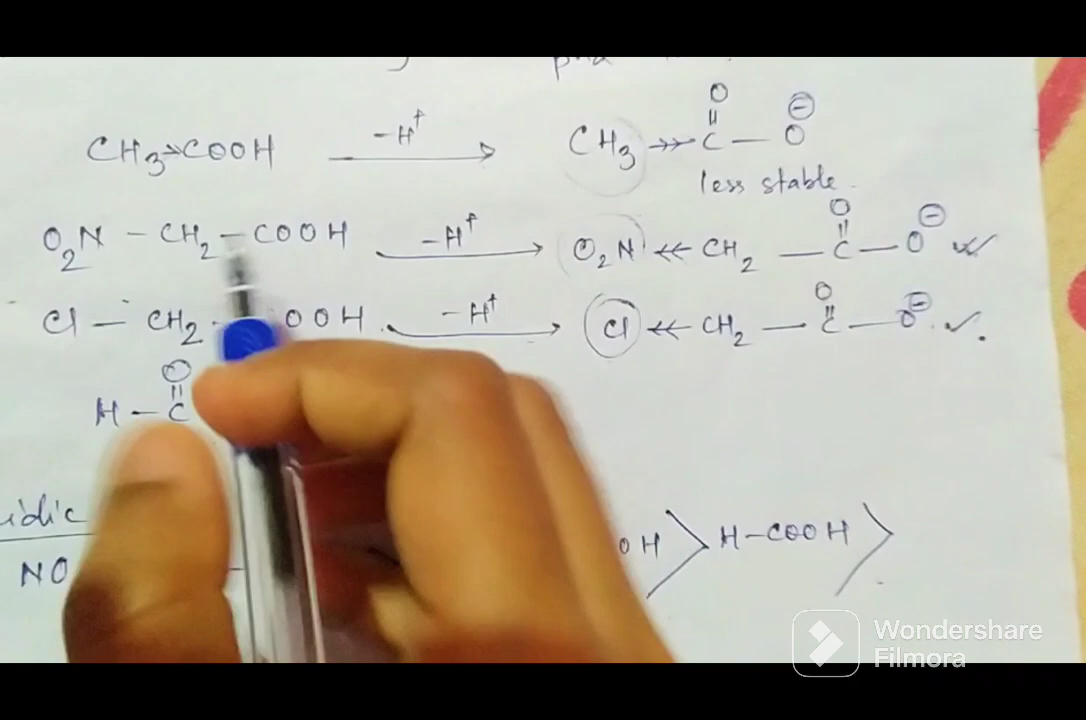 CH₃→COOH —(-H⁺)→ CH₃→→C(=O)—O⊖
less stable.
O₂N — CH₂ — COOH —(-H⁺)→ O₂N ←← CH₂ — C(=O) — O⊖ ✓✓
Cl — CH₂ — OOH —(-H⁺)→ Cl ←← CH₂ — C(=O) — O⊖. ✓.
H — C(=O)
idic
NO OH > H-COOH >
Wondershare
Filmora